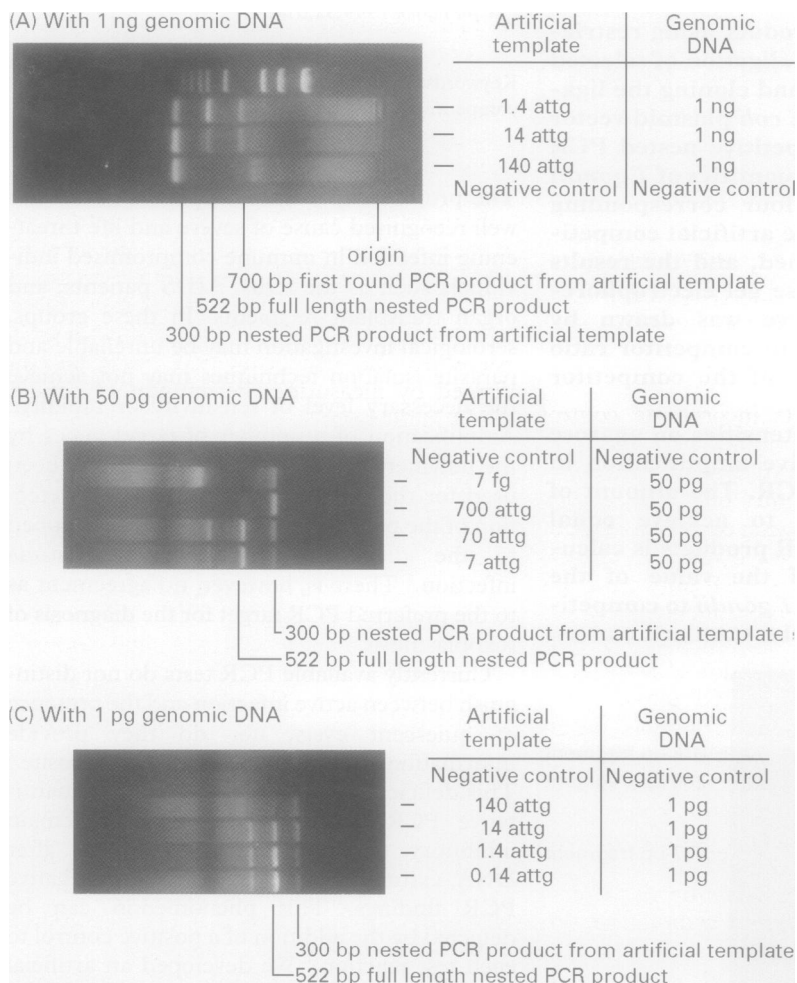 (A) With 1 ng genomic DNA
Artificial template
Genomic DNA
1.4 attg 1 ng
14 attg 1 ng
140 attg 1 ng
Negative control Negative control
origin
700 bp first round PCR product from artificial template
522 bp full length nested PCR product
300 bp nested PCR product from artificial template
(B) With 50 pg genomic DNA
Artificial template
Genomic DNA
Negative control Negative control
7 fg 50 pg
700 attg 50 pg
70 attg 50 pg
7 attg 50 pg
300 bp nested PCR product from artificial templates
522 bp full length nested PCR product
(C) With 1 pg genomic DNA
Artificial template
Genomic DNA
Negative control Negative control
140 attg 1 pg
14 attg 1 pg
1.4 attg 1 pg
0.14 attg 1 pg
300 bp nested PCR product from artificial template
522 bp full length nested PCR product